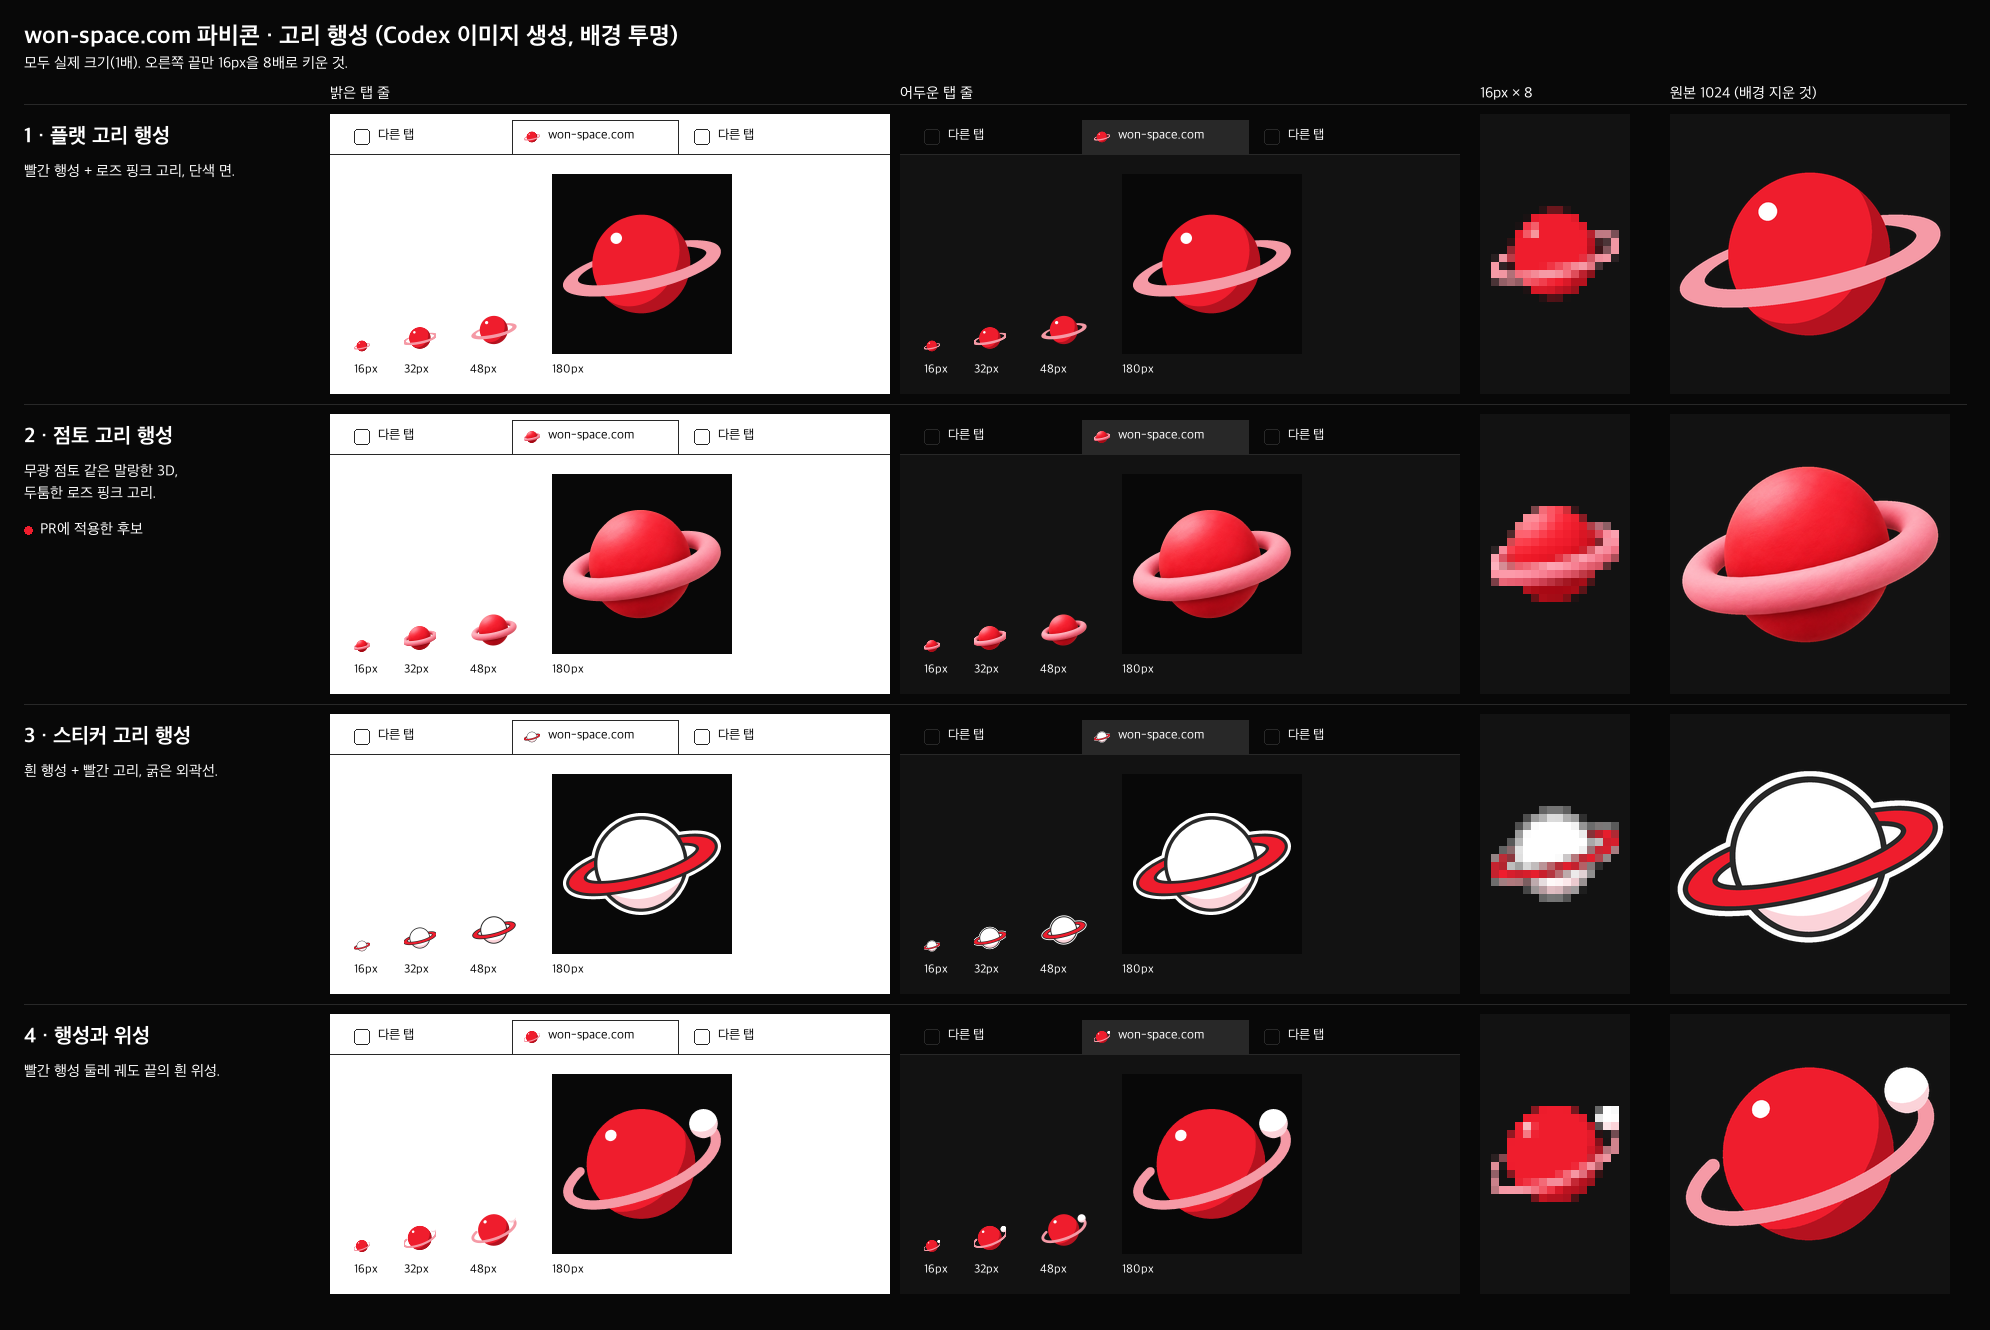 won-space.com 파비콘 · 고리 행성 (Codex 이미지 생성, 배경 투명)
모두 실제 크기(1배). 오른쪽 끝만 16px을 8배로 키운 것.
밝은 탭 줄
어두운 탭 줄
16px × 8
원본 1024 (배경 지운 것)
1 · 플랫 고리 행성
빨간 행성 + 로즈 핑크 고리, 단색 면.
다른 탭
won-space.com
다른 탭
16px
32px
48px
180px
다른 탭
won-space.com
다른 탭
16px
32px
48px
180px
2 · 점토 고리 행성
무광 점토 같은 말랑한 3D,
두툼한 로즈 핑크 고리.
PR에 적용한 후보
다른 탭
won-space.com
다른 탭
16px
32px
48px
180px
다른 탭
won-space.com
다른 탭
16px
32px
48px
180px
3 · 스티커 고리 행성
흰 행성 + 빨간 고리, 굵은 외곽선.
다른 탭
won-space.com
다른 탭
16px
32px
48px
180px
다른 탭
won-space.com
다른 탭
16px
32px
48px
180px
4 · 행성과 위성
빨간 행성 둘레 궤도 끝의 흰 위성.
다른 탭
won-space.com
다른 탭
16px
32px
48px
180px
다른 탭
won-space.com
다른 탭
16px
32px
48px
180px